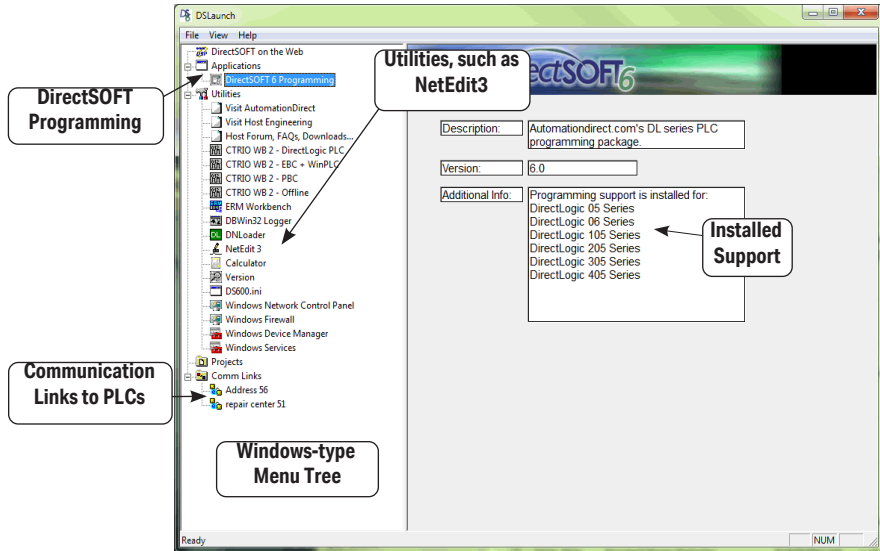 DSLaunch
File View Help
DirectSOFT on the Web
Applications
DirectSOFT 6 Programming
Utilities
Visit AutomationDirect
Visit Host Engineering
Host Forum, FAQs, Downloads...
CTRIO WB 2 - DirectLogic PLC
CTRIO WB 2 - EBC + WinPLC
CTRIO WB 2 - PBC
CTRIO WB 2 - Offline
ERM Workbench
DBWin32 Logger
DL DNLoader
NetEdit 3
Calculator
Version
DS600.ini
Windows Network Control Panel
Windows Firewall
Windows Device Manager
Windows Services
Projects
Comm Links
Address 56
repair center 51
DirectSOFT
Programming
Utilities, such as
NetEdit3
Communication
Links to PLCs
Windows-type
Menu Tree
ectSOFT6
Description:
Automationdirect.com's DL series PLC
programming package.
Version:
6.0
Additional Info:
Programming support is installed for:
DirectLogic 05 Series
DirectLogic 06 Series
DirectLogic 105 Series
DirectLogic 205 Series
DirectLogic 305 Series
DirectLogic 405 Series
Installed
Support
Ready
NUM